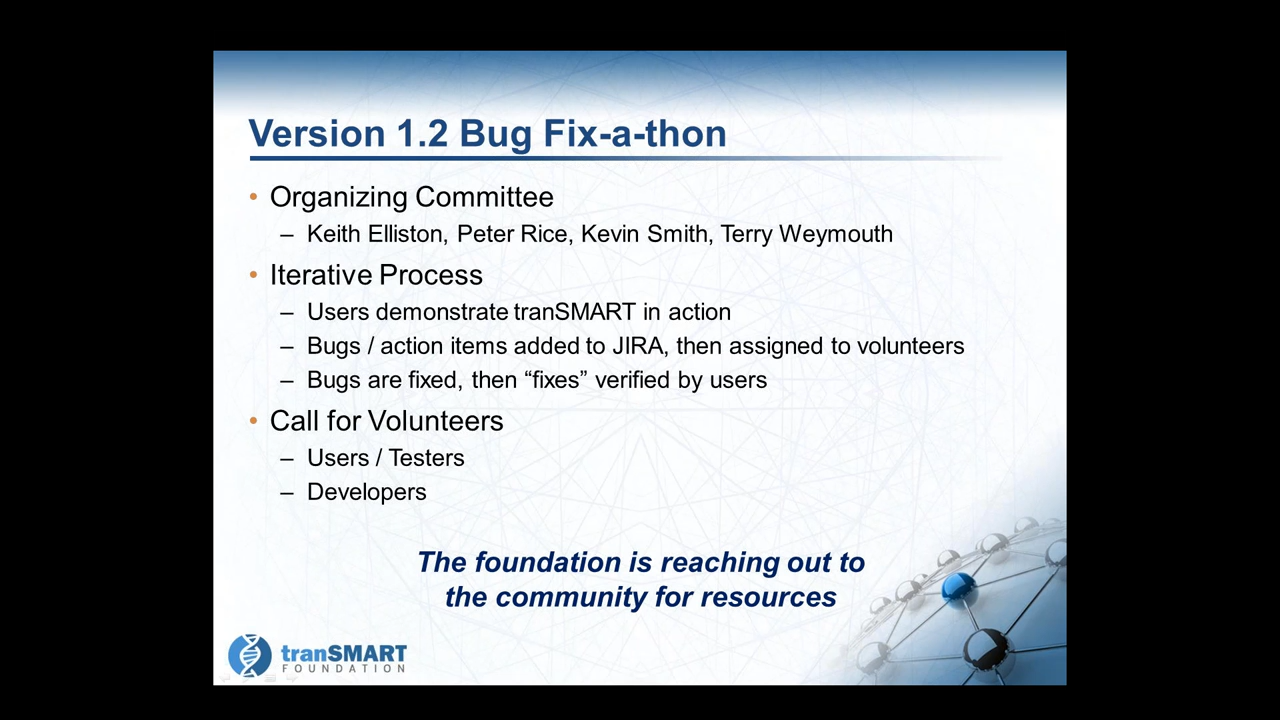 Version 1.2 Bug Fix-a-thon
• Organizing Committee
– Keith Elliston, Peter Rice, Kevin Smith, Terry Weymouth
• Iterative Process
– Users demonstrate tranSMART in action
– Bugs / action items added to JIRA, then assigned to volunteers
– Bugs are fixed, then “fixes” verified by users
• Call for Volunteers
– Users / Testers
– Developers
The foundation is reaching out to
the community for resources
tranSMART
FOUNDATION